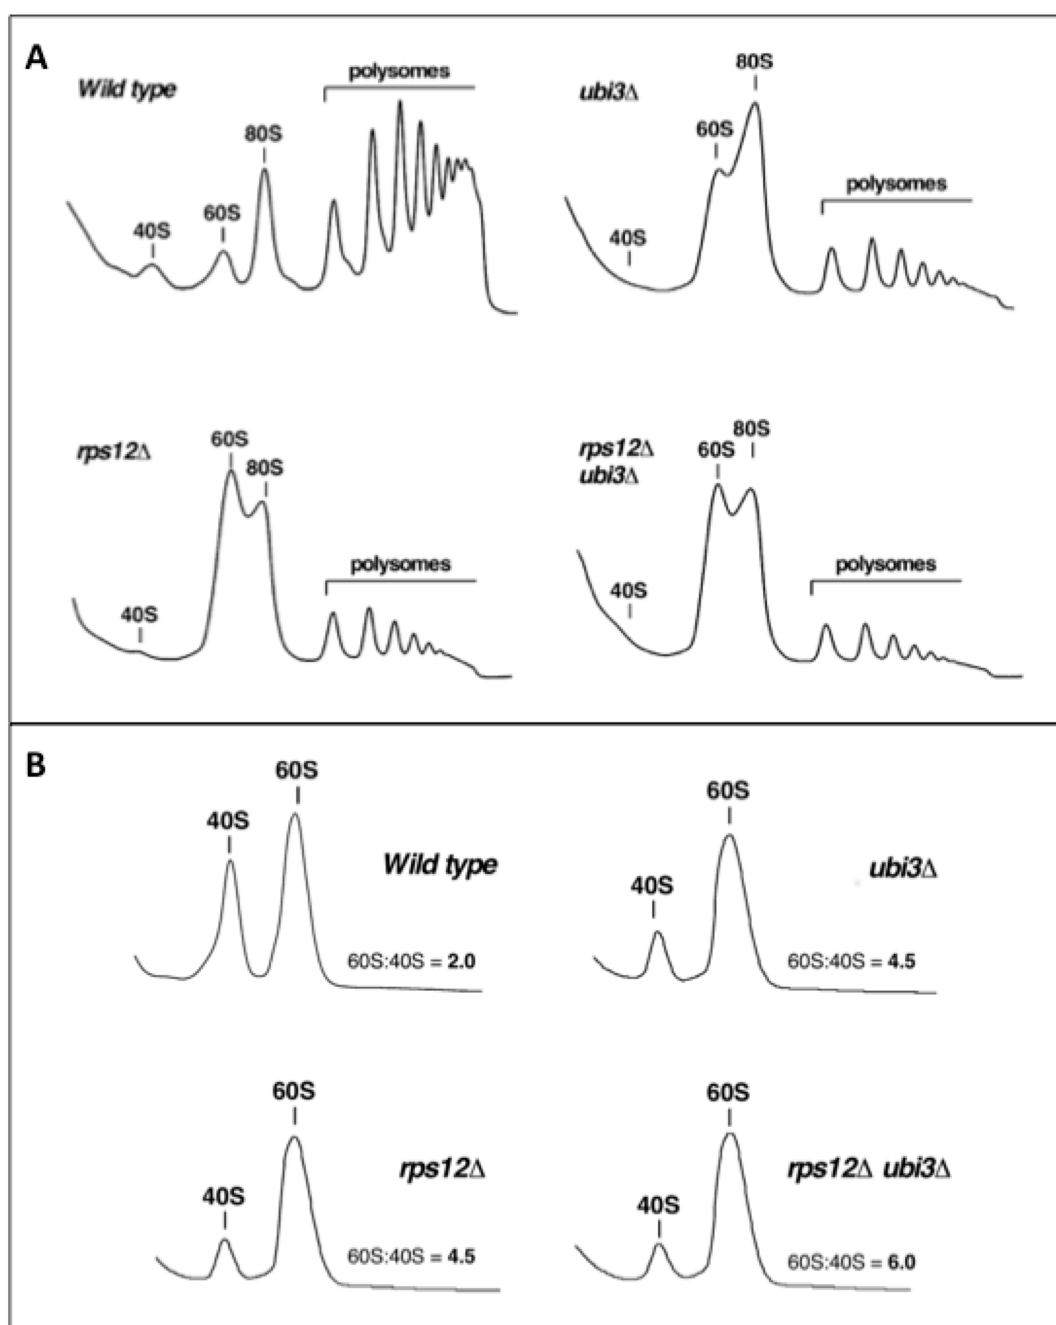 A
Wild type
40S
60S
80S
polysomes
ubi3Δ
40S
60S
80S
polysomes
rps12Δ
40S
60S
80S
polysomes
rps12Δ
ubi3Δ
40S
60S
80S
polysomes
B
Wild type
40S
60S
60S:40S = 2.0
ubi3Δ
40S
60S
60S:40S = 4.5
rps12Δ
40S
60S
60S:40S = 4.5
rps12Δ ubi3Δ
40S
60S
60S:40S = 6.0